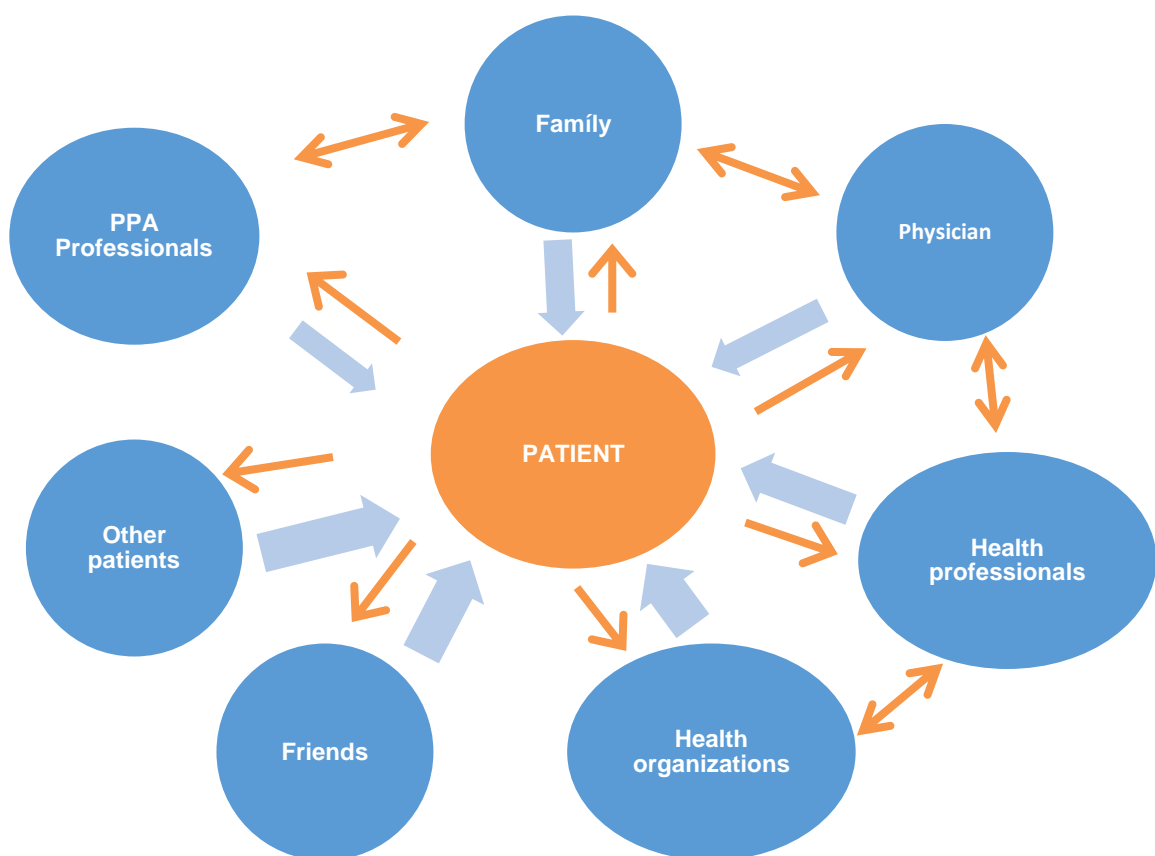 Famíly
PPA
Professionals
Physician
PATIENT
Other
patients
Health
professionals
Friends
Health
organizations